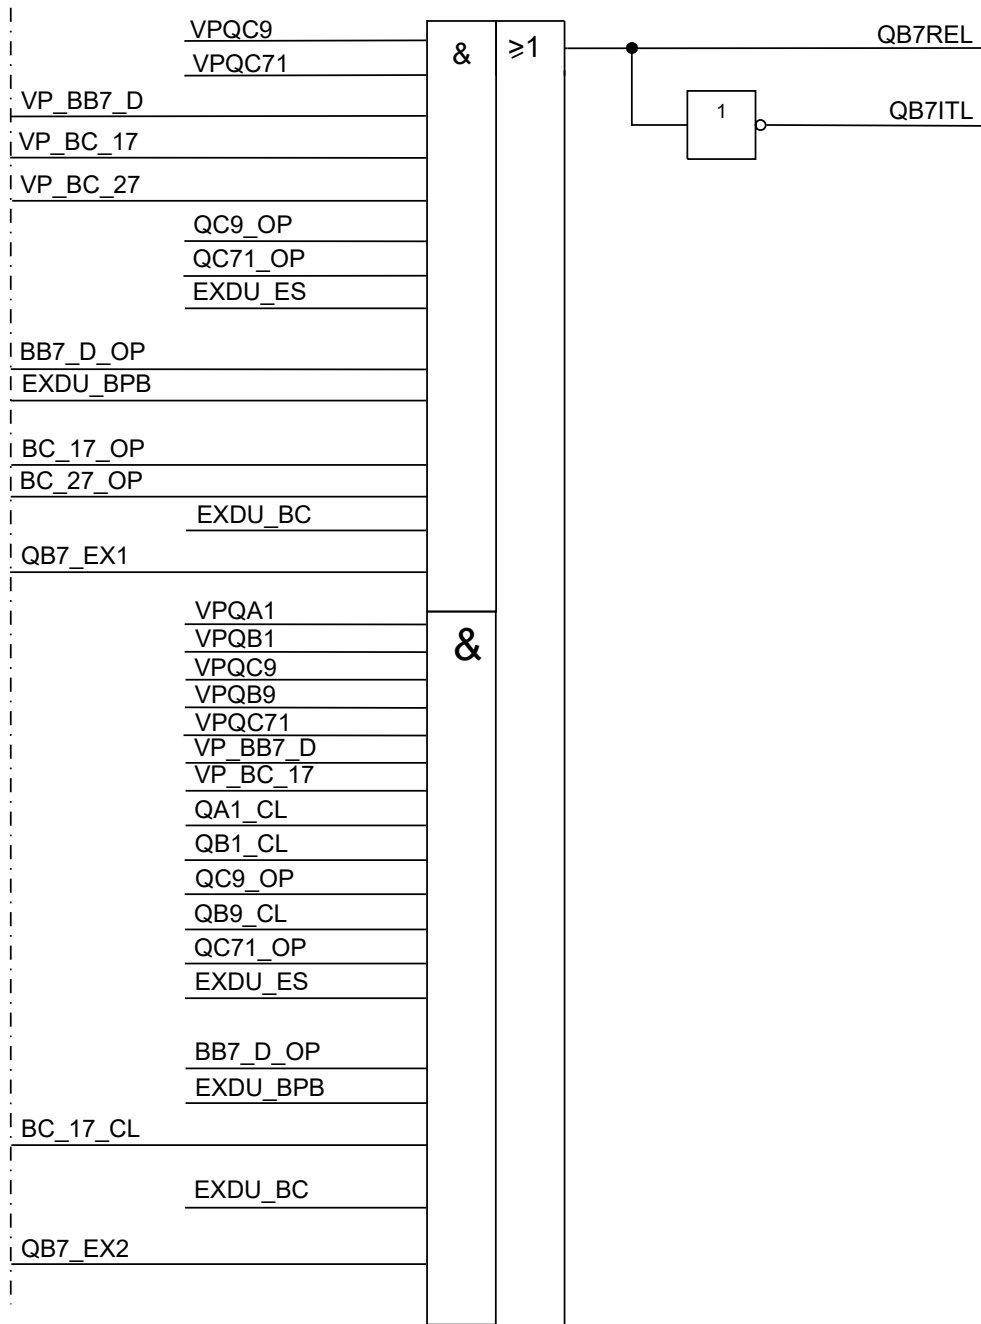 VPQC9
& ≥1 QB7REL
VPQC71
VP_BB7_D
1 QB7ITL
VP_BC_17
VP_BC_27
QC9_OP
QC71_OP
EXDU_ES
BB7_D_OP
EXDU_BPB
BC_17_OP
BC_27_OP
EXDU_BC
QB7_EX1
VPQA1
&
VPQB1
VPQC9
VPQB9
VPQC71
VP_BB7_D
VP_BC_17
QA1_CL
QB1_CL
QC9_OP
QB9_CL
QC71_OP
EXDU_ES
BB7_D_OP
EXDU_BPB
BC_17_CL
EXDU_BC
QB7_EX2